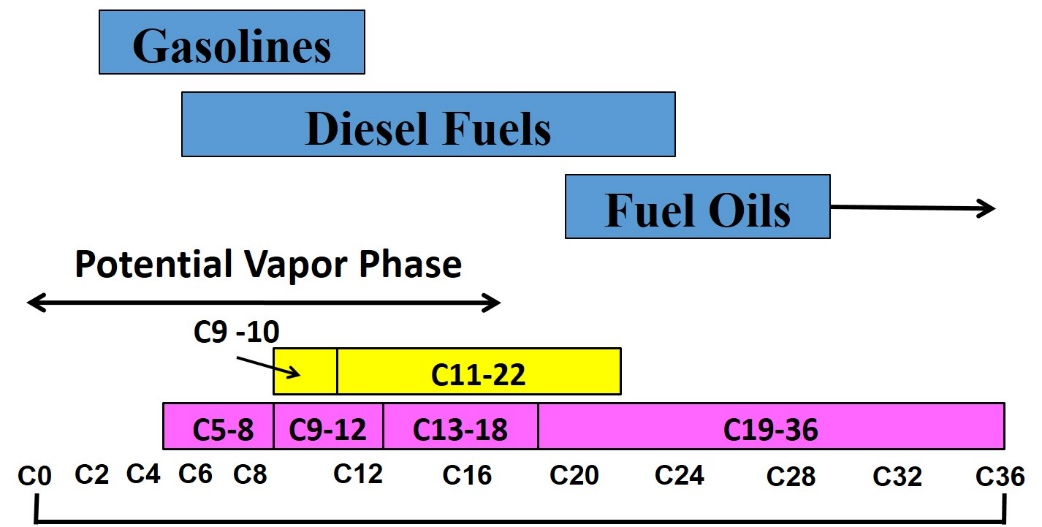 Gasolines
Diesel Fuels
Fuel Oils
Potential Vapor Phase
C9 -10
C11-22
C5-8 C9-12 C13-18 C19-36
C0 C2 C4 C6 C8 C12 C16 C20 C24 C28 C32 C36